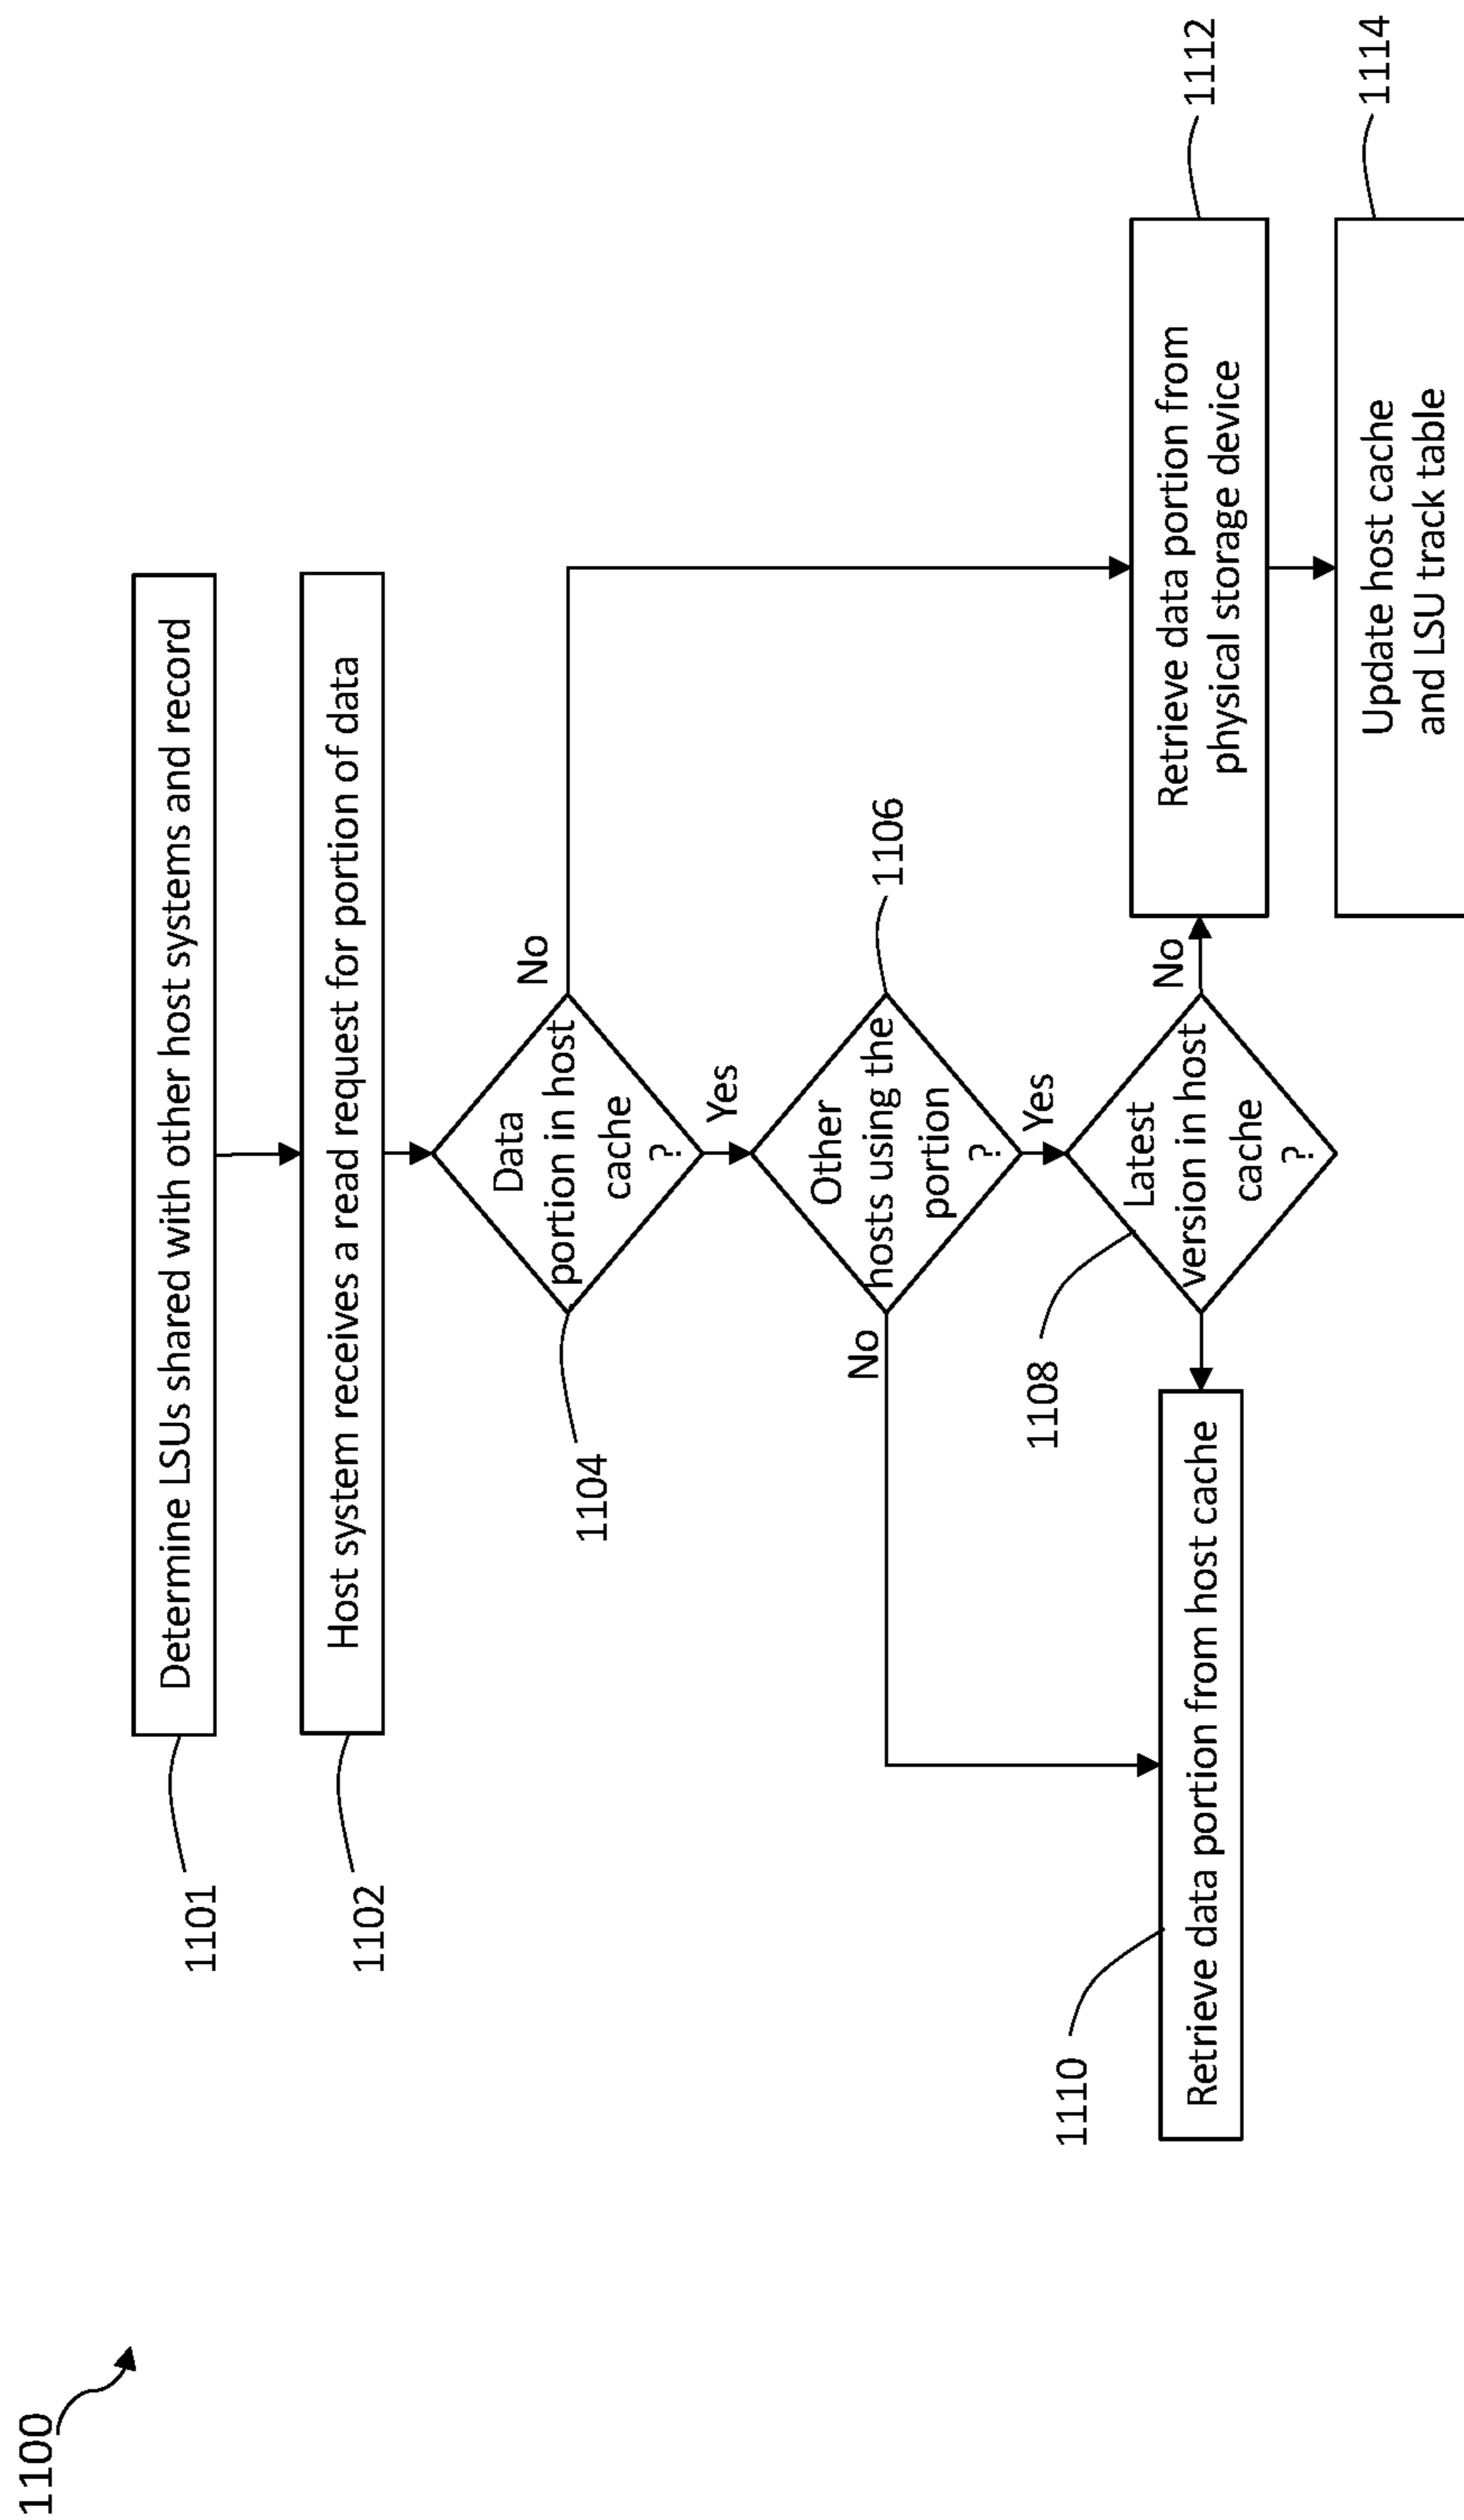 1100
1101
Determine LSUs shared with other host systems and record
1102
Host system receives a read request for portion of data
1104
Data
portion in host
cache
?
No
Yes
1106
Other
hosts using the
portion
?
No
Yes
1108
Latest
version in host
cache
?
No
1110
Retrieve data portion from host cache
1112
Retrieve data portion from
physical storage device
1114
Update host cache
and LSU track table